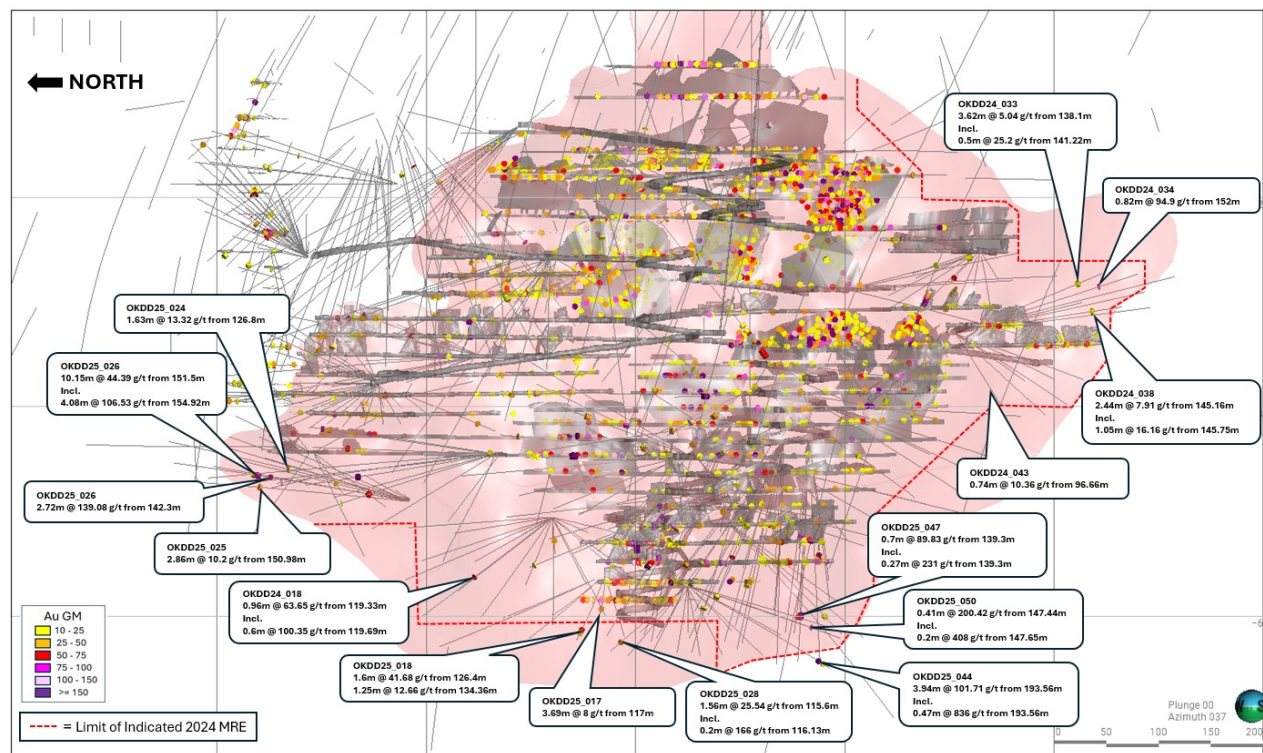 NORTH
OKDD24_033
3.62m @ 5.04 g/t from 138.1m
Incl.
0.5m @ 25.2 g/t from 141.22m
OKDD24_034
0.82m @ 94.9 g/t from 152m
OKDD25_024
1.63m @ 13.32 g/t from 126.8m
OKDD25_026
10.15m @ 44.39 g/t from 151.5m
Incl.
4.08m @ 106.53 g/t from 154.92m
OKDD24_038
2.44m @ 7.91 g/t from 145.16m
Incl.
1.05m @ 16.16 g/t from 145.75m
OKDD24_043
0.74m @ 10.36 g/t from 96.66m
OKDD25_026
2.72m @ 139.08 g/t from 142.3m
OKDD25_025
2.86m @ 10.2 g/t from 150.98m
OKDD25_047
0.7m @ 89.83 g/t from 139.3m
Incl.
0.27m @ 231 g/t from 139.3m
OKDD24_018
0.96m @ 63.65 g/t from 119.33m
Incl.
0.6m @ 100.35 g/t from 119.69m
OKDD25_050
0.41m @ 200.42 g/t from 147.44m
Incl.
0.2m @ 408 g/t from 147.65m
OKDD25_018
1.6m @ 41.68 g/t from 126.4m
1.25m @ 12.66 g/t from 134.36m
OKDD25_017
3.69m @ 8 g/t from 117m
OKDD25_028
1.56m @ 25.54 g/t from 115.6m
Incl.
0.2m @ 166 g/t from 116.13m
OKDD25_044
3.94m @ 101.71 g/t from 193.56m
Incl.
0.47m @ 836 g/t from 193.56m
Au GM
10 - 25
25 - 50
50 - 75
75 - 100
100 - 150
>= 150
= Limit of Indicated 2024 MRE
Plunge 00
Azimuth 037
0 50 100 150 200